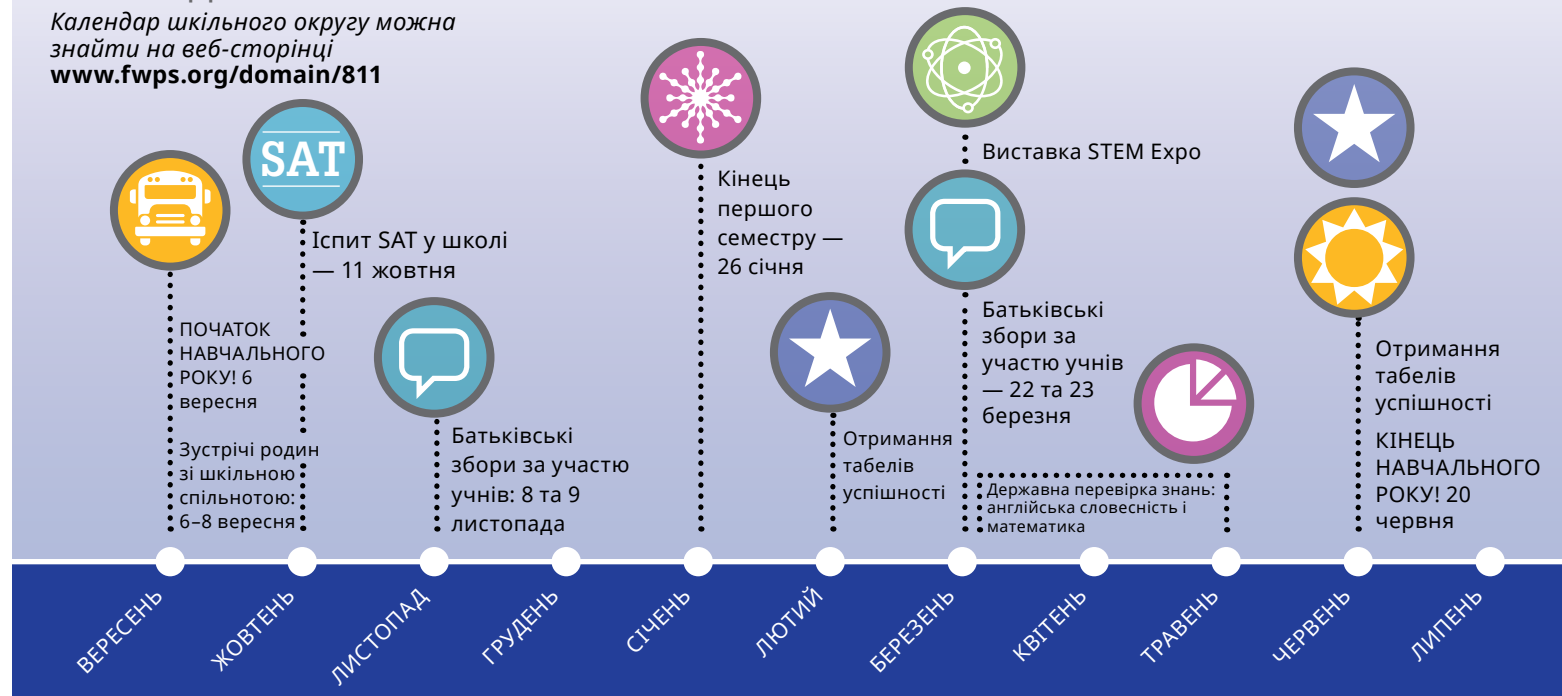 Календар шкільного округу можна
знайти на веб-сторінці
www.fwps.org/domain/811
SAT
Іспит SAT у школі
— 11 жовтня
ПОЧАТОК
НАВЧАЛЬНОГО
РОКУ! 6
вересня
Зустрічі родин
зі шкільною
спільнотою:
6–8 вересня
Батьківські
збори за участю
учнів: 8 та 9
листопада
Кінець
першого
семестру —
26 січня
Отримання
табелів
успішності
Виставка STEM Expo
Батьківські
збори за
участю учнів
— 22 та 23
березня
Державна перевірка знань:
англійська словесність і
математика
Отримання
табелів
успішності
КІНЕЦЬ
НАВЧАЛЬНОГО
РОКУ! 20
червня
ВЕРЕСЕНЬ
ЖОВТЕНЬ
ЛИСТОПАД
ГРУДЕНЬ
СІЧЕНЬ
ЛЮТИЙ
БЕРЕЗЕНЬ
КВІТЕНЬ
ТРАВЕНЬ
ЧЕРВЕНЬ
ЛИПЕНЬ